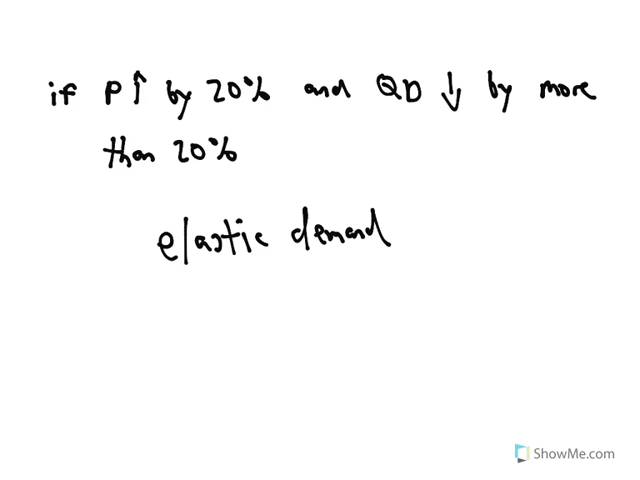 if P↑ by 20% and QD ↓ by more
than 20%
elastic demand
ShowMe.com